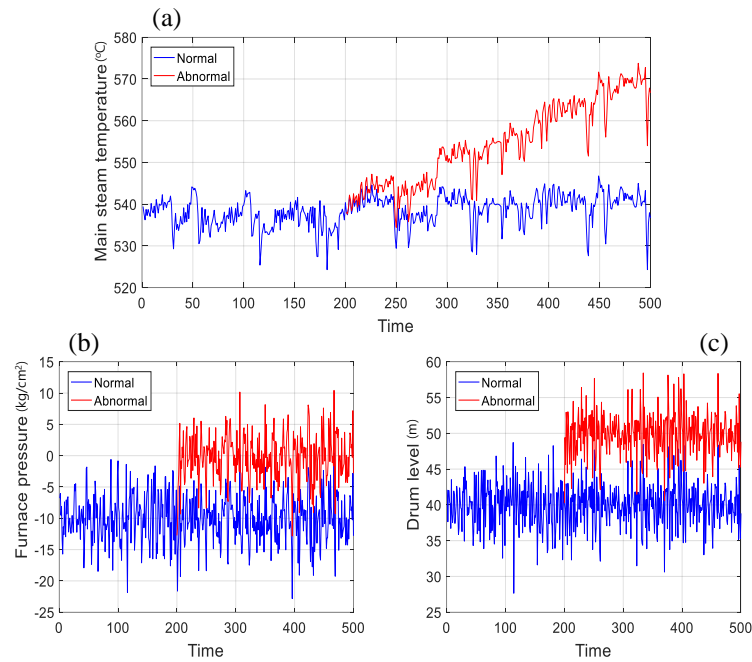 (a)
Main steam temperature(℃)
580
570
560
550
540
530
520
Normal
Abnormal
0 50 100 150 200 250 300 350 400 450 500
Time
(b)
Furnace pressure (kg/cm²)
15
10
5
0
-5
-10
-15
-20
-25
Normal
Abnormal
0 100 200 300 400 500
Time
(c)
Drum level (m)
60
55
50
45
40
35
30
25
Normal
Abnormal
0 100 200 300 400 500
Time